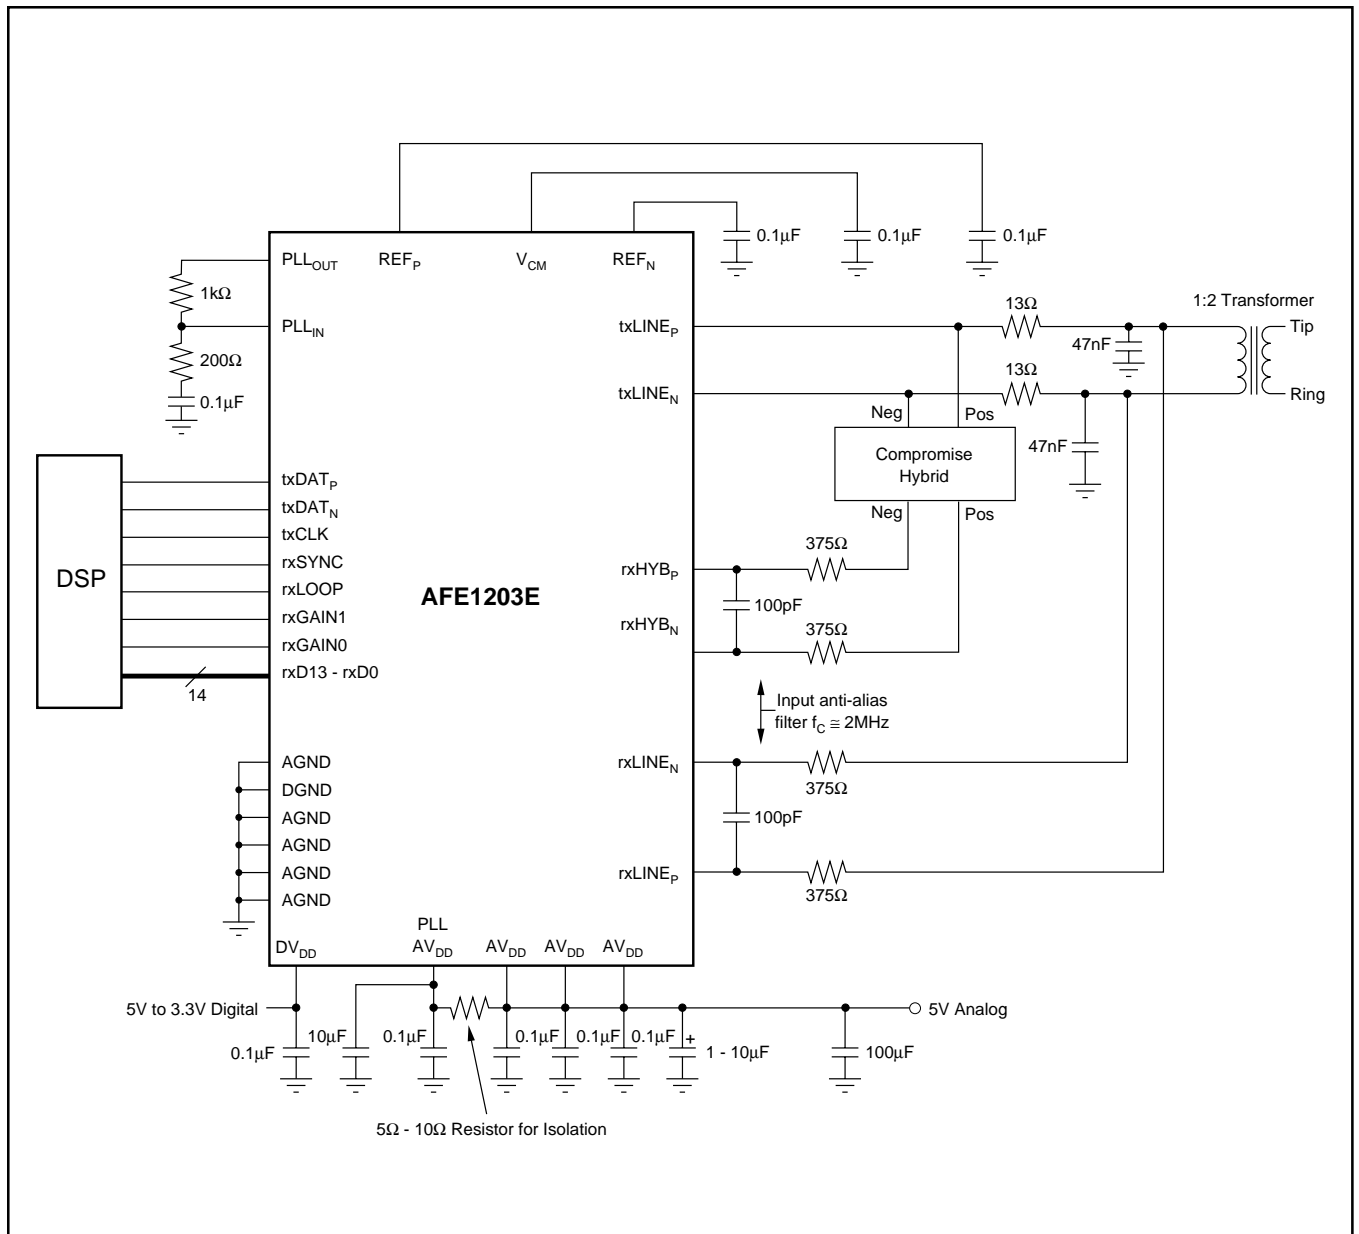 PLLOUT
REFP
VCM
REFN
0.1µF
0.1µF
0.1µF
1kΩ
PLLIN
200Ω
0.1µF
txLINEP
13Ω
47nF
1:2 Transformer
Tip
txLINEN
13Ω
Ring
Neg
Pos
Compromise
Hybrid
47nF
Neg
Pos
DSP
txDATP
txDATN
txCLK
rxSYNC
rxLOOP
rxGAIN1
rxGAIN0
rxD13 - rxD0
14
AFE1203E
rxHYBP
375Ω
100pF
rxHYBN
375Ω
Input anti-alias
filter fC ≅ 2MHz
rxLINEN
375Ω
100pF
rxLINEP
375Ω
AGND
DGND
AGND
AGND
AGND
AGND
DVDD
PLL
AVDD
AVDD
AVDD
AVDD
5V to 3.3V Digital
5V Analog
0.1µF
10µF
0.1µF
0.1µF
0.1µF
0.1µF
+
1 - 10µF
100µF
5Ω - 10Ω Resistor for Isolation